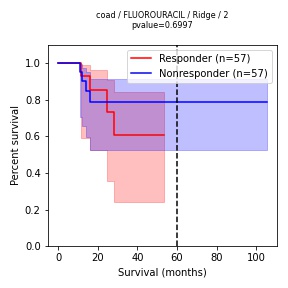 coad / FLUOROURACIL / Ridge / 2
pvalue=0.6997
Responder (n=57)
Nonresponder (n=57)
Percent survival
1.0
0.8
0.6
0.4
0.2
0.0
0 20 40 60 80 100
Survival (months)